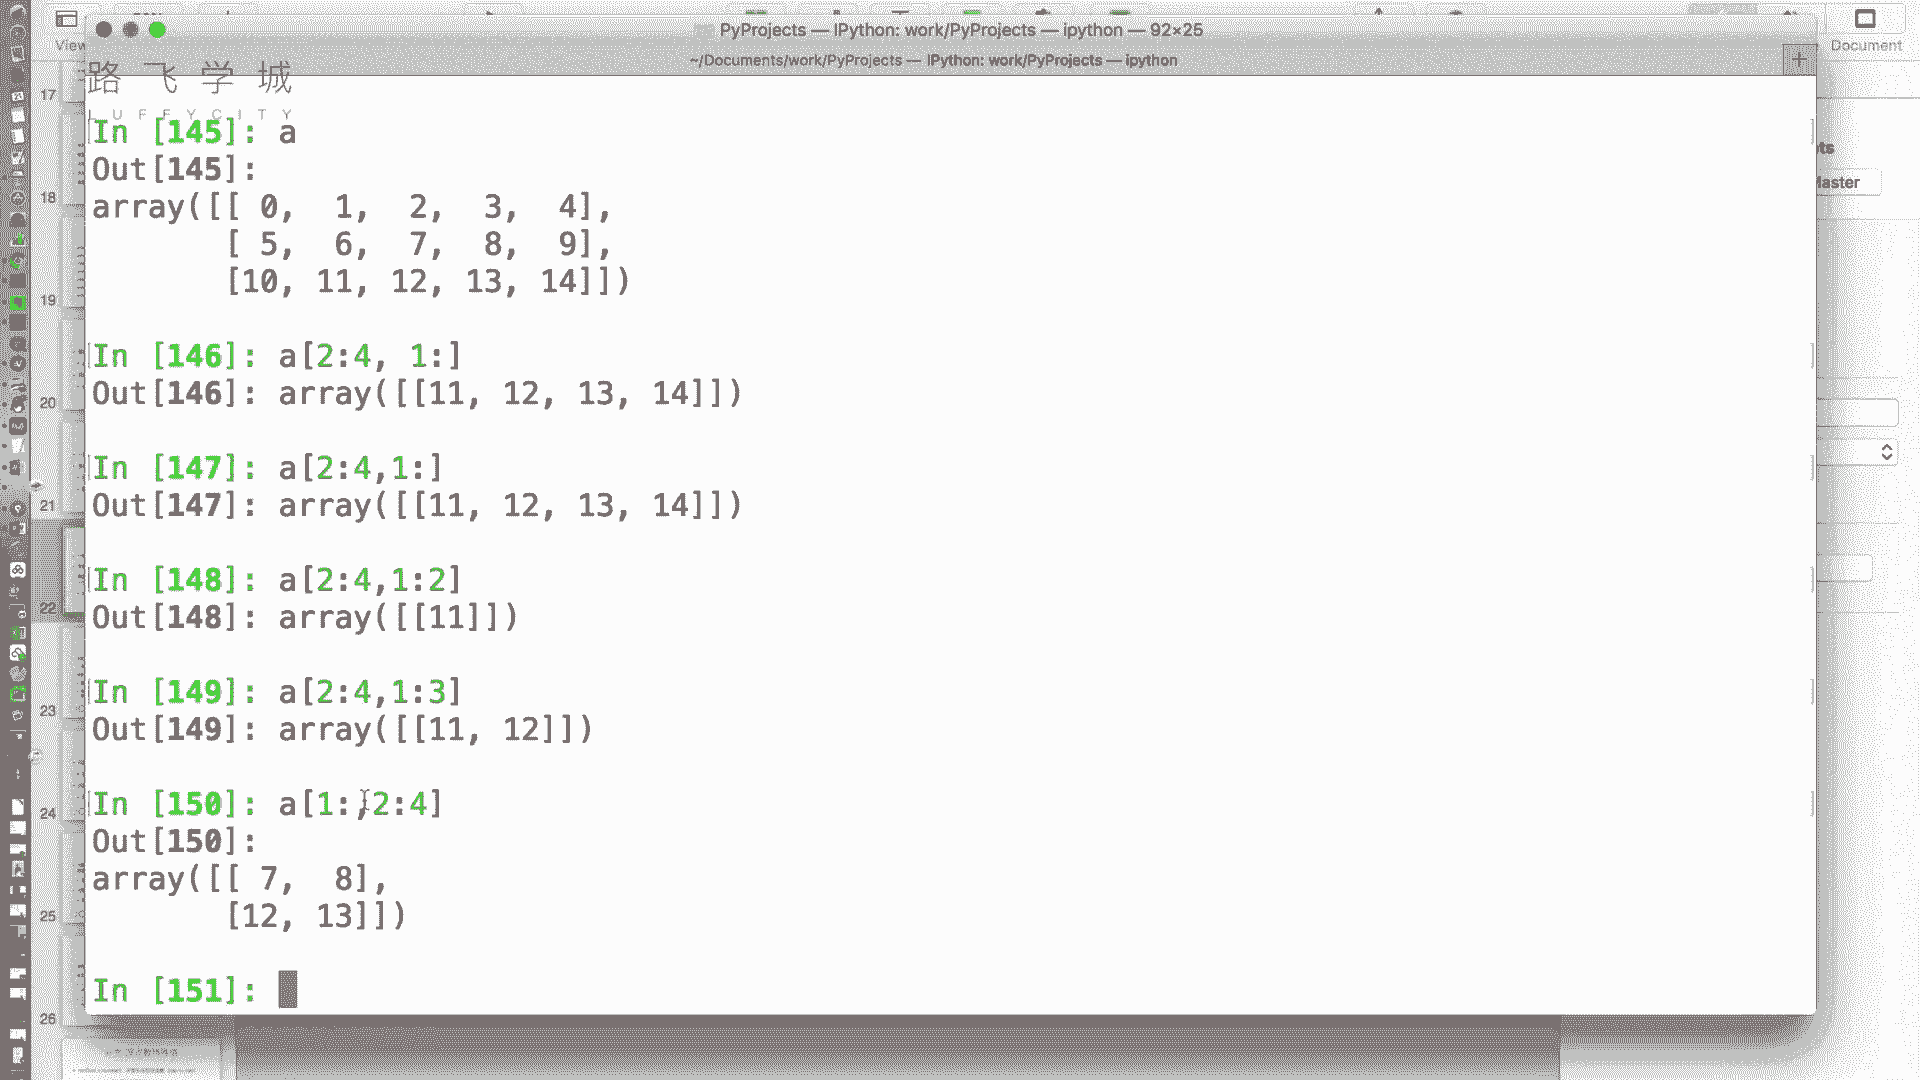 PyProjects — IPython: work/PyProjects — ipython — 92×25
View
Document
~/Documents/work/PyProjects — IPython: work/PyProjects — ipython
+
路飞学城
LUFFYCITY
In [145]: a
Out[145]:
array([[ 0,  1,  2,  3,  4],
       [ 5,  6,  7,  8,  9],
       [10, 11, 12, 13, 14]])
In [146]: a[2:4, 1:]
Out[146]: array([[11, 12, 13, 14]])
In [147]: a[2:4,1:]
Out[147]: array([[11, 12, 13, 14]])
In [148]: a[2:4,1:2]
Out[148]: array([[11]])
In [149]: a[2:4,1:3]
Out[149]: array([[11, 12]])
In [150]: a[1:,2:4]
Out[150]:
array([[ 7,  8],
       [12, 13]])
In [151]:
17
18
19
20
21
22
23
24
25
26
ts
Master